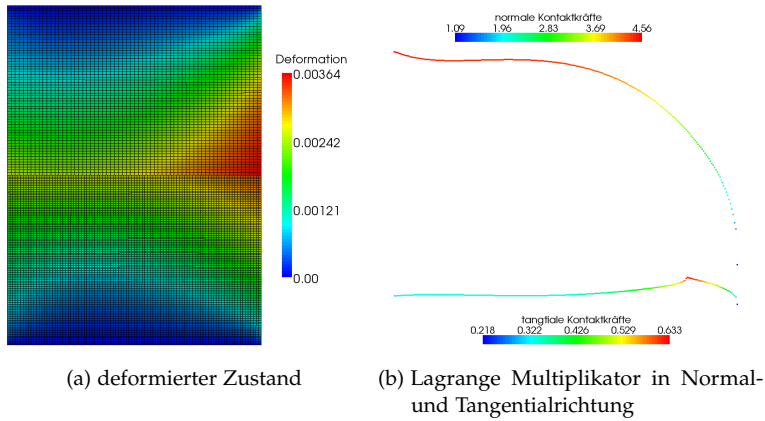 Deformation
0.00364
0.00242
0.00121
0.00
(a) deformierter Zustand
normale Kontaktkräfte
1.09 1.96 2.83 3.69 4.56
tangtiale Kontaktkräfte
0.218 0.322 0.426 0.529 0.633
(b) Lagrange Multiplikator in Normal-
und Tangentialrichtung